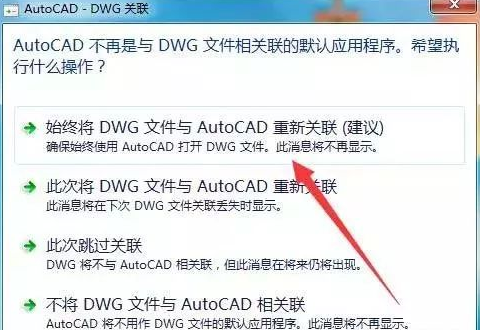 AutoCAD - DWG 关联
AutoCAD 不再是与 DWG 文件相关联的默认应用程序。希望执
行什么操作？
始终将 DWG 文件与 AutoCAD 重新关联 (建议)
确保始终使用 AutoCAD 打开 DWG 文件。此消息将不再显示。
此次将 DWG 文件与 AutoCAD 重新关联
此消息将在下次 DWG 文件关联丢失时显示。
此次跳过关联
DWG 将不与 AutoCAD 相关联，但此消息在将来仍将出现。
不将 DWG 文件与 AutoCAD 相关联
AutoCAD 将不用作 DWG 文件的默认应用程序。此消息将不再显示。